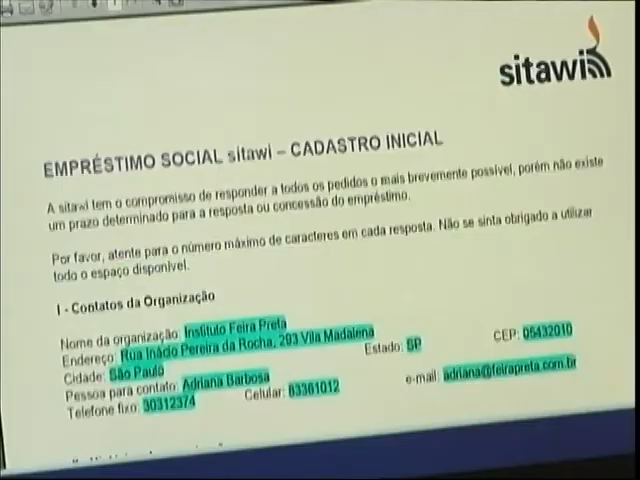 sitawi
EMPRÉSTIMO SOCIAL sitawi – CADASTRO INICIAL
A sitawi tem o compromisso de responder a todos os pedidos o mais brevemente possível, porém não existe
um prazo determinado para a resposta ou concessão do empréstimo.
Por favor, atente para o número máximo de caracteres em cada resposta. Não se sinta obrigado a utilizar
todo o espaço disponível.
I - Contatos da Organização
Nome da organização: Instituto Feira Preta
Endereço: Rua Inácio Pereira da Rocha, 293 Vila Madalena
Cidade: São Paulo Estado: SP CEP: 05432010
Pessoa para contato: Adriana Barbosa
Telefone fixo: 30312374 Celular: 83361012 e-mail: adriana@feirapreta.com.br